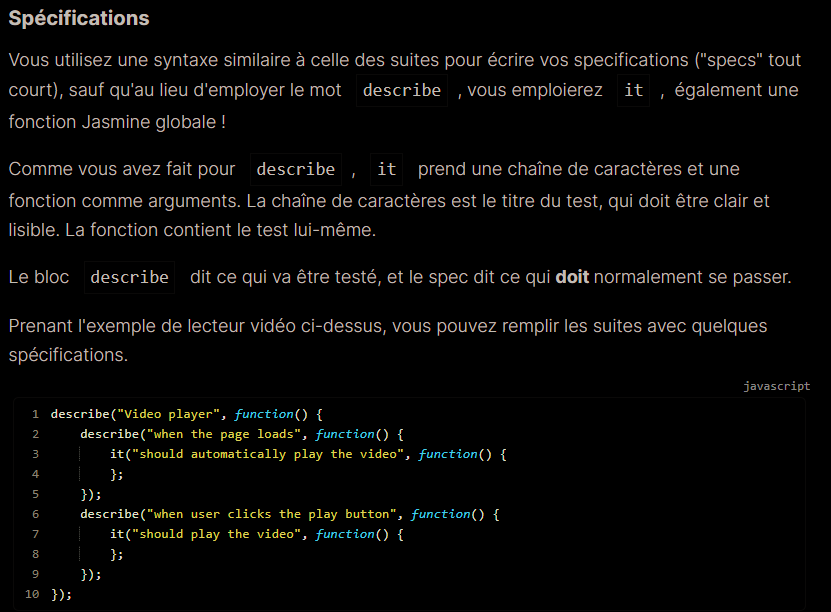 Spécifications
Vous utilisez une syntaxe similaire à celle des suites pour écrire vos specifications ("specs" tout
court), sauf qu'au lieu d'employer le mot describe , vous emploierez it , également une
fonction Jasmine globale !
Comme vous avez fait pour describe , it prend une chaîne de caractères et une
fonction comme arguments. La chaîne de caractères est le titre du test, qui doit être clair et
lisible. La fonction contient le test lui-même.
Le bloc describe dit ce qui va être testé, et le spec dit ce qui doit normalement se passer.
Prenant l'exemple de lecteur vidéo ci-dessus, vous pouvez remplir les suites avec quelques
spécifications.
javascript
1 describe("Video player", function() {
2     describe("when the page loads", function() {
3         it("should automatically play the video", function() {
4         };
5     });
6     describe("when user clicks the play button", function() {
7         it("should play the video", function() {
8         };
9     });
10 });